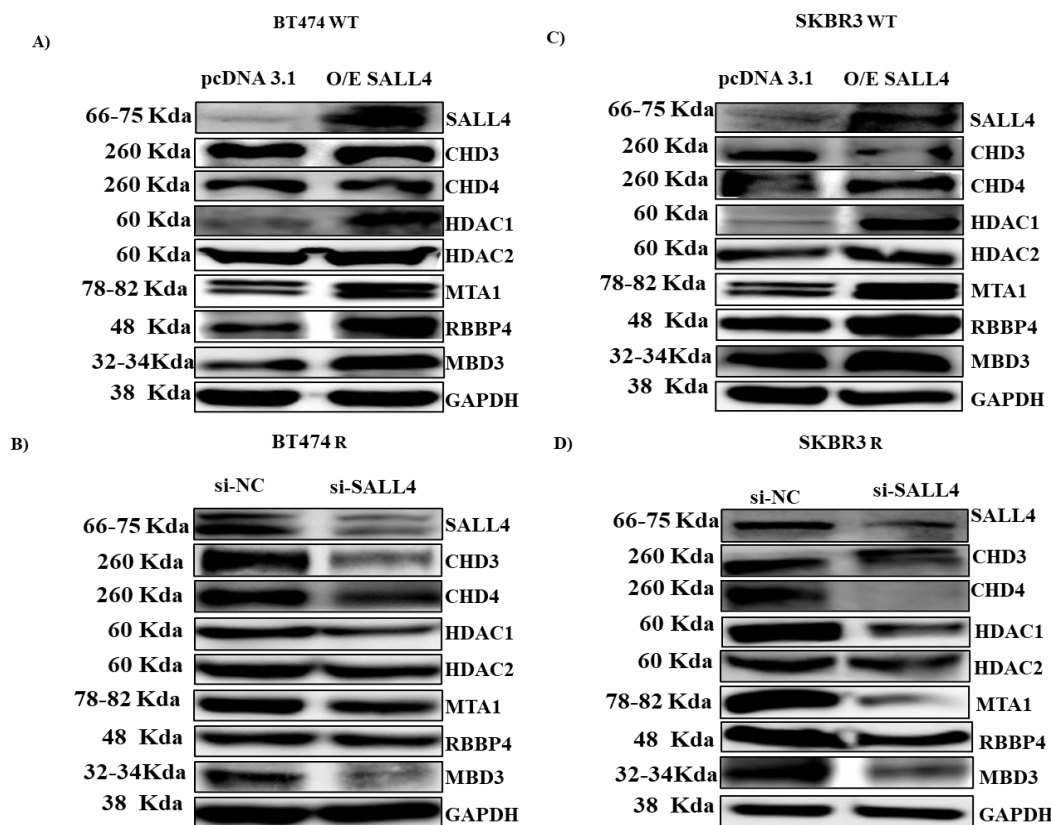 BT474 WT
A)
pcDNA 3.1 O/E SALL4
66-75 Kda SALL4
260 Kda CHD3
260 Kda CHD4
60 Kda HDAC1
60 Kda HDAC2
78-82 Kda MTA1
48 Kda RBBP4
32-34Kda MBD3
38 Kda GAPDH
SKBR3 WT
C)
pcDNA 3.1 O/E SALL4
66-75 Kda SALL4
260 Kda CHD3
260 Kda CHD4
60 Kda HDAC1
60 Kda HDAC2
78-82 Kda MTA1
48 Kda RBBP4
32-34Kda MBD3
38 Kda GAPDH
BT474 R
B)
si-NC si-SALL4
66-75 Kda SALL4
260 Kda CHD3
260 Kda CHD4
60 Kda HDAC1
60 Kda HDAC2
78-82 Kda MTA1
48 Kda RBBP4
32-34Kda MBD3
38 Kda GAPDH
SKBR3 R
D)
si-NC si-SALL4
66-75 Kda SALL4
260 Kda CHD3
260 Kda CHD4
60 Kda HDAC1
60 Kda HDAC2
78-82 Kda MTA1
48 Kda RBBP4
32-34Kda MBD3
38 Kda GAPDH